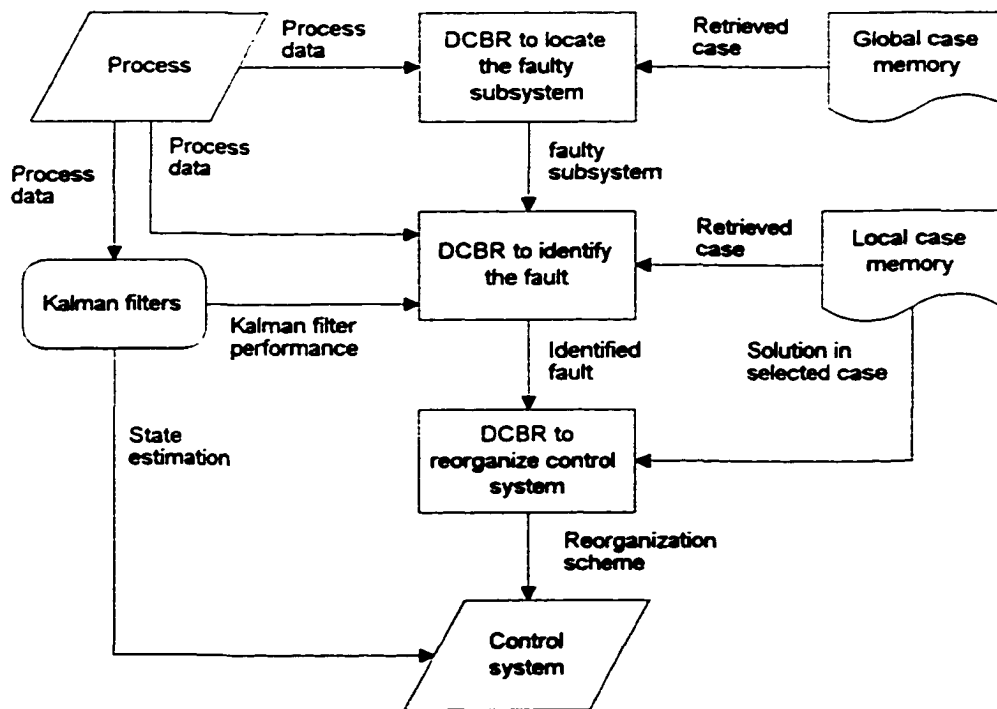 Process
Process
data
DCBR to locate
the faulty
subsystem
Retrieved
case
Global case
memory
Process
data
Process
data
faulty
subsystem
Kalman filters
Kalman filter
performance
DCBR to identify
the fault
Retrieved
case
Local case
memory
Identified
fault
Solution in
selected case
State
estimation
DCBR to
reorganize control
system
Reorganization
scheme
Control
system